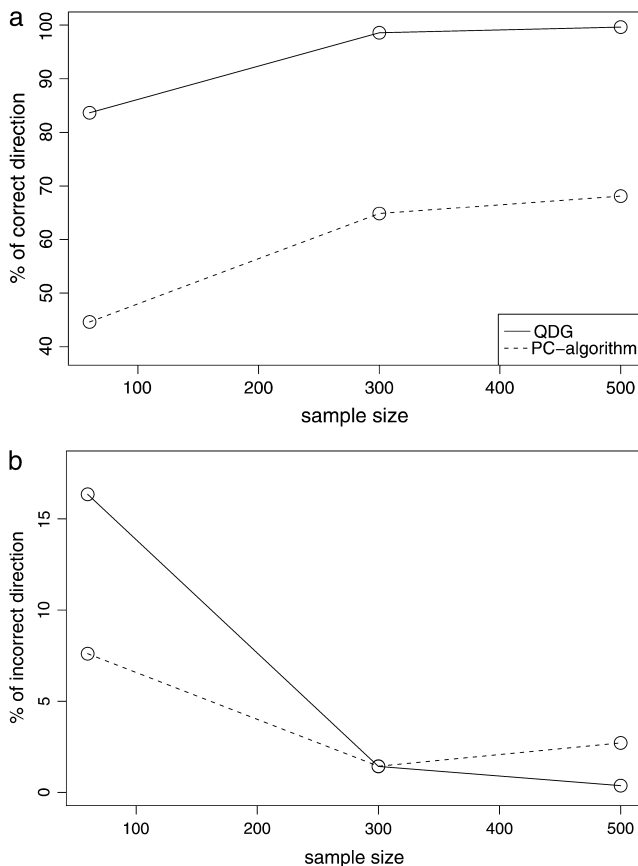 a
% of correct direction
100
90
80
70
60
50
40
QDG
PC-algorithm
100
200
300
400
500
sample size
b
% of incorrect direction
15
10
5
0
100
200
300
400
500
sample size